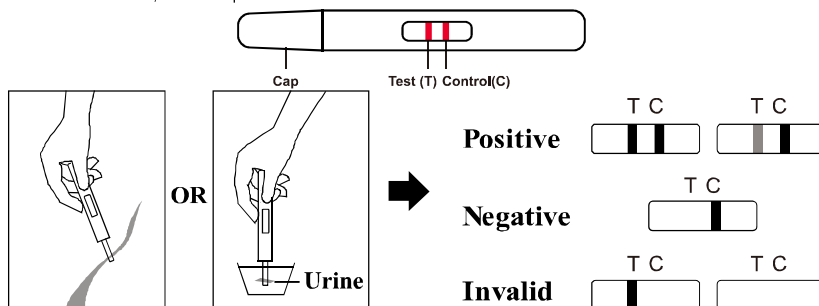 Cap
Test (T) Control(C)
T C T C
Positive
OR
T C
Negative
Urine
T C T C
Invalid